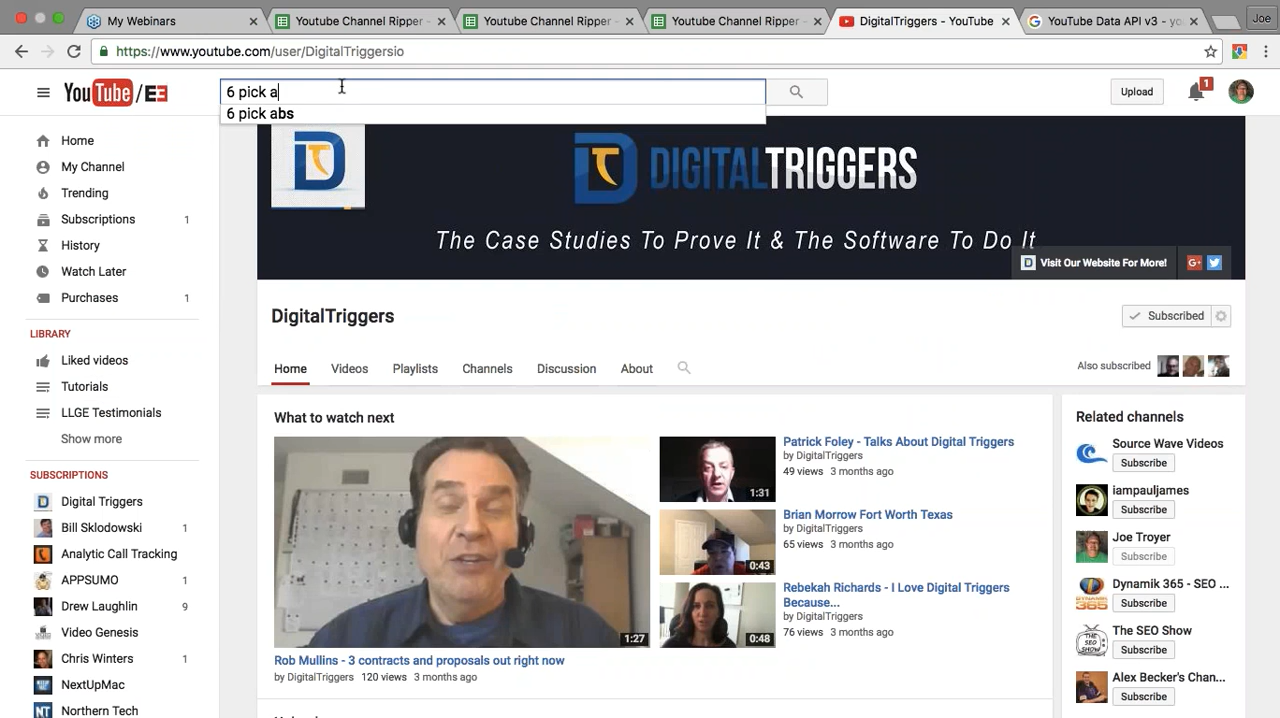 My Webinars
Youtube Channel Ripper -
Youtube Channel Ripper -
Youtube Channel Ripper -
DigitalTriggers - YouTube
YouTube Data API v3 - yo
Joe
https://www.youtube.com/user/DigitalTriggersio
YouTube / E3
6 pick a
Upload
1
6 pick abs
Home
My Channel
Trending
Subscriptions 1
History
Watch Later
Purchases 1
LIBRARY
Liked videos
Tutorials
LLGE Testimonials
Show more
SUBSCRIPTIONS
Digital Triggers
Bill Sklodowski 1
Analytic Call Tracking
APPSUMO 1
Drew Laughlin 9
Video Genesis
Chris Winters 1
NextUpMac
Northern Tech
DIGITALTRIGGERS
The Case Studies To Prove It & The Software To Do It
Visit Our Website For More!
DigitalTriggers
Subscribed
Home Videos Playlists Channels Discussion About
Also subscribed
What to watch next
1:27
Rob Mullins - 3 contracts and proposals out right now
by DigitalTriggers 120 views 3 months ago
1:31
Patrick Foley - Talks About Digital Triggers
by DigitalTriggers
49 views 3 months ago
0:43
Brian Morrow Fort Worth Texas
by DigitalTriggers
65 views 3 months ago
0:48
Rebekah Richards - I Love Digital Triggers
Because...
by DigitalTriggers
76 views 3 months ago
Related channels
Source Wave Videos
Subscribe
iampauljames
Subscribe
Joe Troyer
Subscribe
Dynamik 365 - SEO ...
Subscribe
The SEO Show
Subscribe
Alex Becker's Chan...
Subscribe